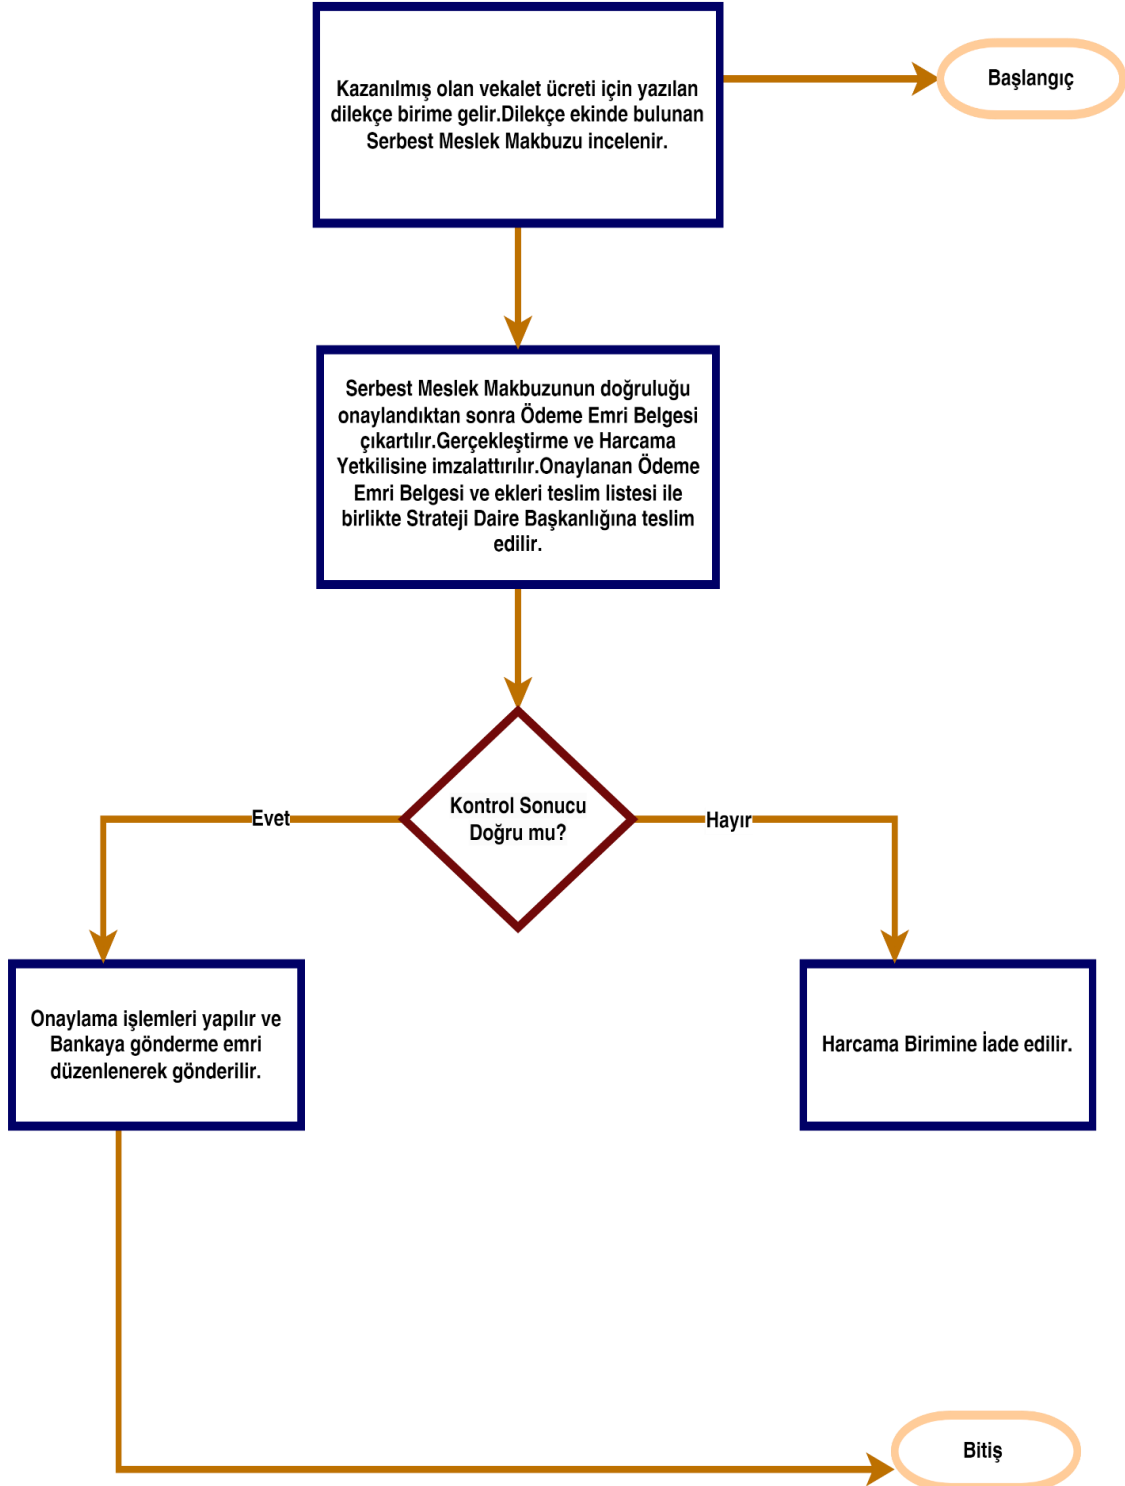 Kazanılmış olan vekalet ücreti için yazılan
dilekçe birime gelir.Dilekçe ekinde bulunan
Serbest Meslek Makbuzu incelenir.
Başlangıç
Serbest Meslek Makbuzunun doğruluğu
onaylandıktan sonra Ödeme Emri Belgesi
çıkartılır.Gerçekleştirme ve Harcama
Yetkilisine imzalattırılır.Onaylanan Ödeme
Emri Belgesi ve ekleri teslim listesi ile
birlikte Strateji Daire Başkanlığına teslim
edilir.
Kontrol Sonucu
Doğru mu?
Evet
Hayır
Onaylama işlemleri yapılır ve
Bankaya gönderme emri
düzenlenerek gönderilir.
Harcama Birimine İade edilir.
Bitiş